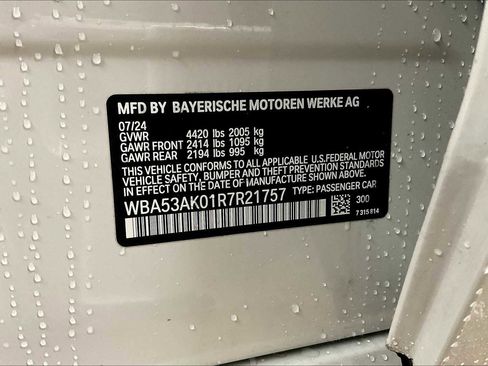 MFD BY BAYERISCHE MOTOREN WERKE AG
07/24
GVWR 4420 lbs 2005 kg
GAWR FRONT 2414 lbs 1095 kg
GAWR REAR 2194 lbs 995 kg
THIS VEHICLE CONFORMS TO ALL APPLICABLE U.S.FEDERAL MOTOR
VEHICLE SAFETY, BUMPER, AND THEFT PREVENTION STANDARDS
IN EFFECT ON THE DATE OF MANUFACTURE SHOWN ABOVE.
WBA53AK01R7R21757 TYPE: PASSENGER CAR
300
7 315 814